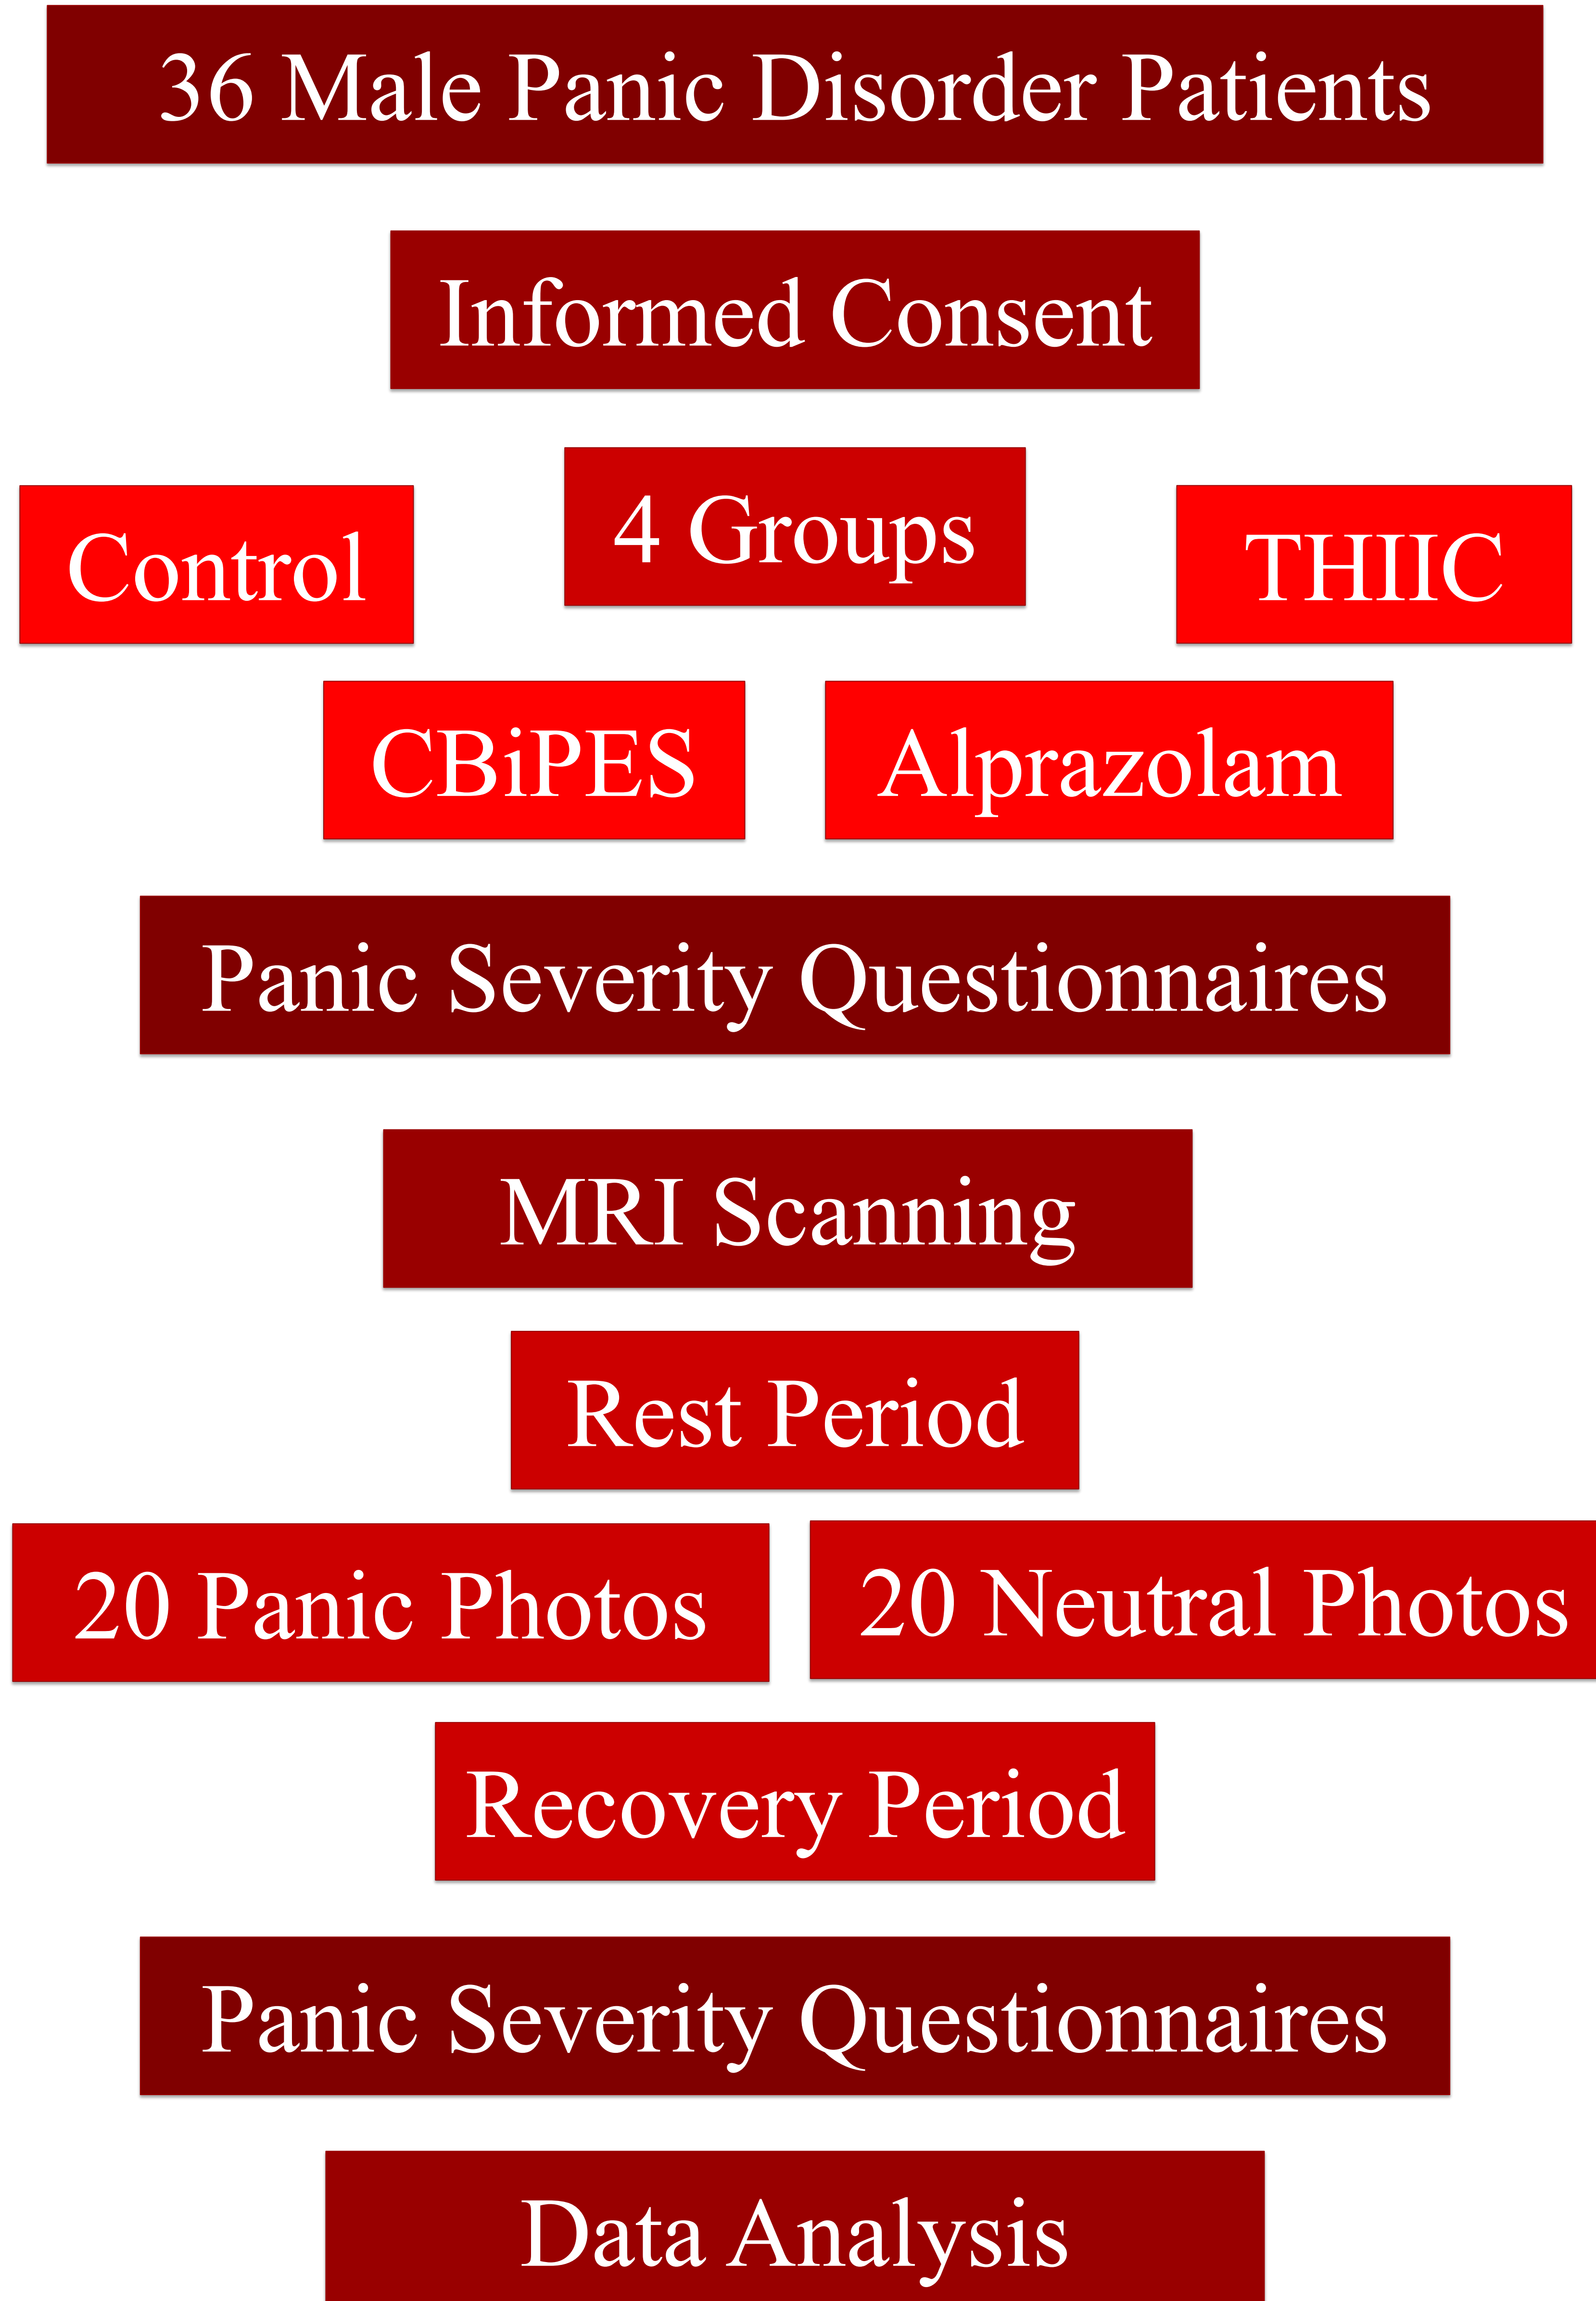 36 Male Panic Disorder Patients
Informed Consent
4 Groups
Control
THIIC
CBiPES
Alprazolam
Panic Severity Questionnaires
MRI Scanning
Rest Period
20 Panic Photos
20 Neutral Photos
Recovery Period
Panic Severity Questionnaires
Data Analysis